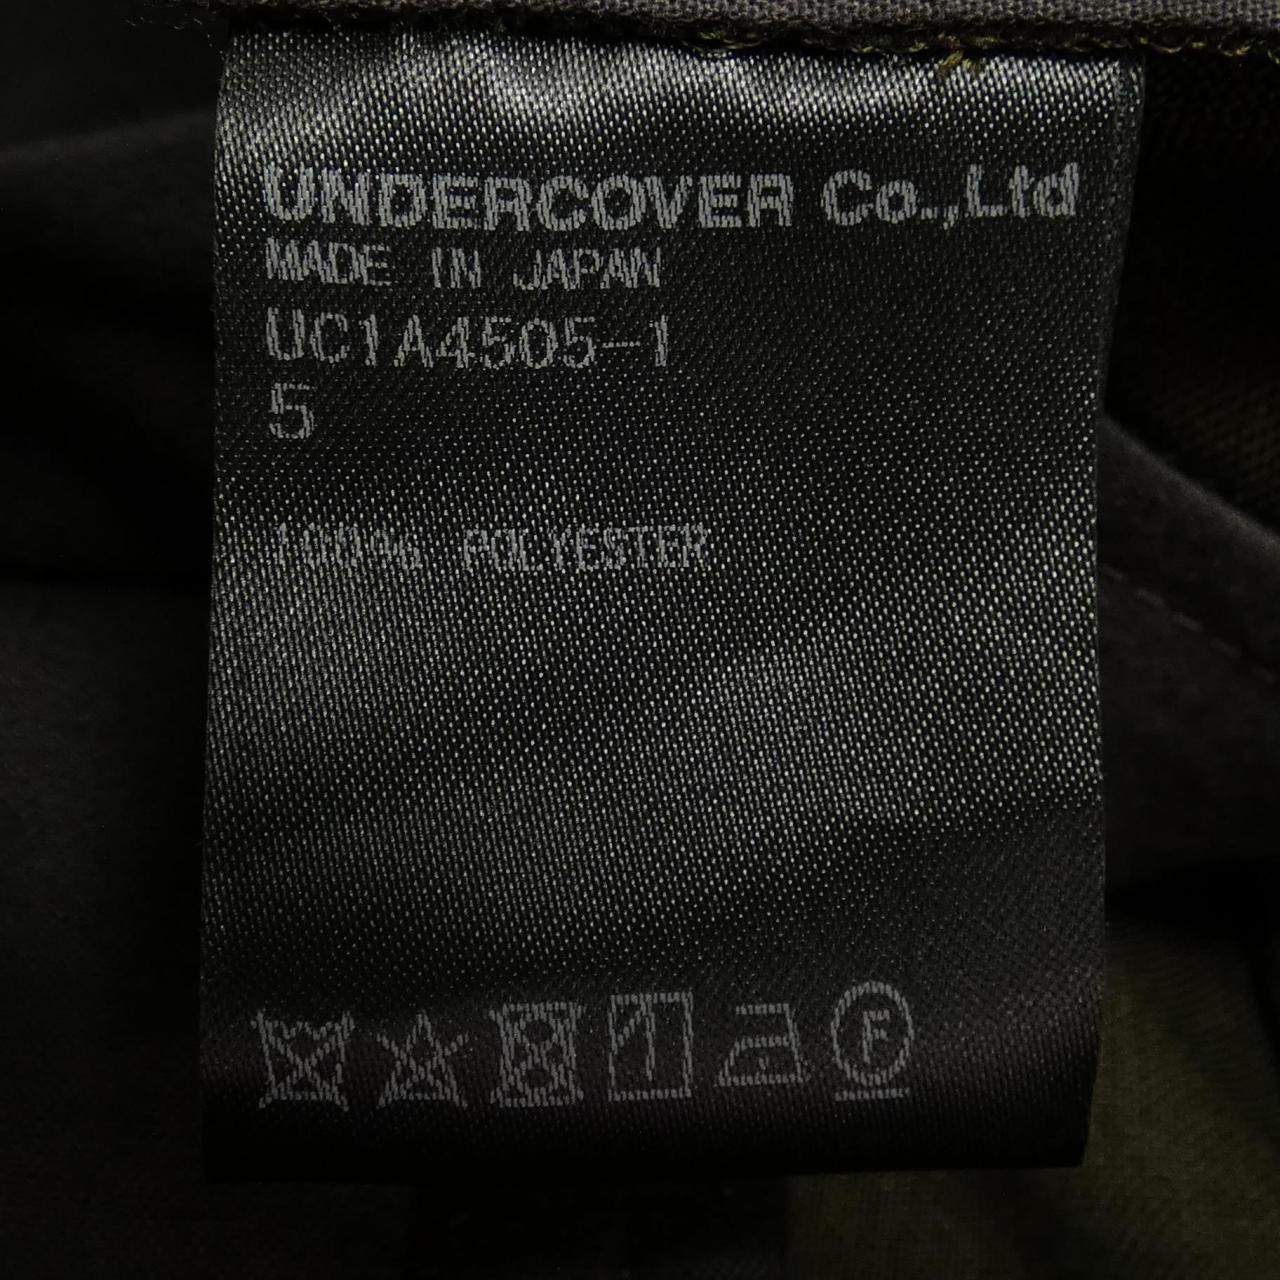 UNDERCOVER Co.,Ltd
MADE IN JAPAN
UC1A4505-1
5
100% POLYESTER
F